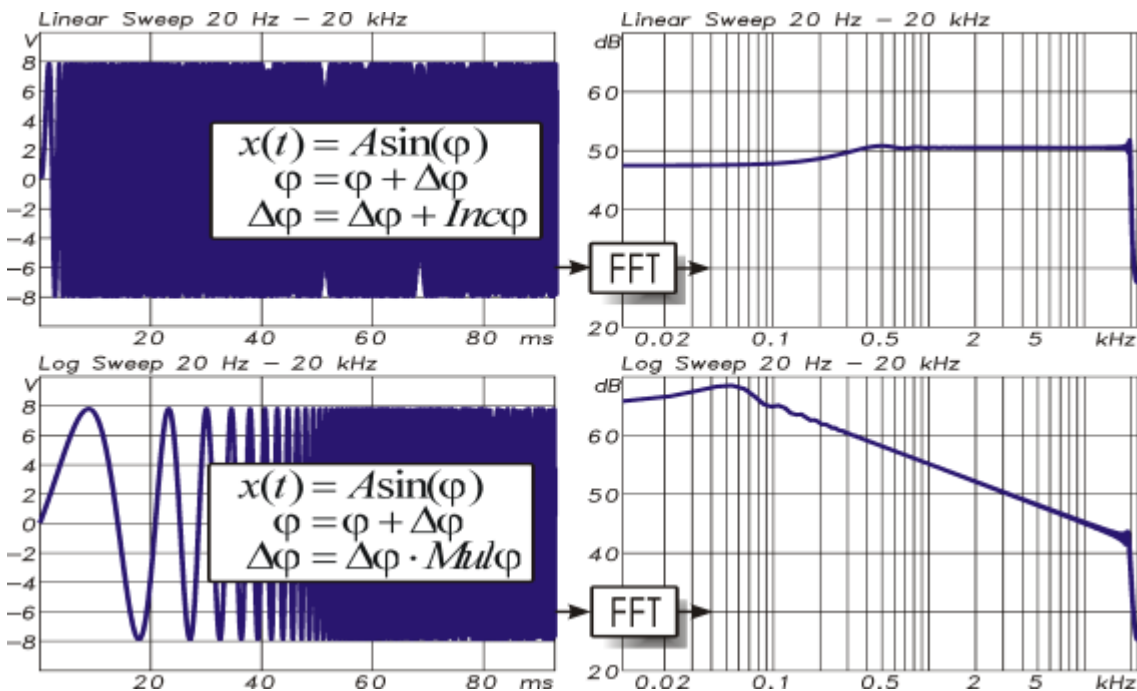 Linear Sweep 20 Hz – 20 kHz
V
8
6
4
2
0
–2
–4
–6
–8
x(t) = A sin(φ)
φ = φ + Δφ
Δφ = Δφ + Incφ
20 40 60 80 ms
FFT
Linear Sweep 20 Hz – 20 kHz
dB
60
50
40
20
0.02 0.1 0.5 2 5 kHz
Log Sweep 20 Hz – 20 kHz
V
8
6
4
2
0
–2
–4
–6
–8
x(t) = A sin(φ)
φ = φ + Δφ
Δφ = Δφ · Mulφ
20 40 60 80 ms
FFT
Log Sweep 20 Hz – 20 kHz
dB
60
50
40
20
0.02 0.1 0.5 2 5 kHz